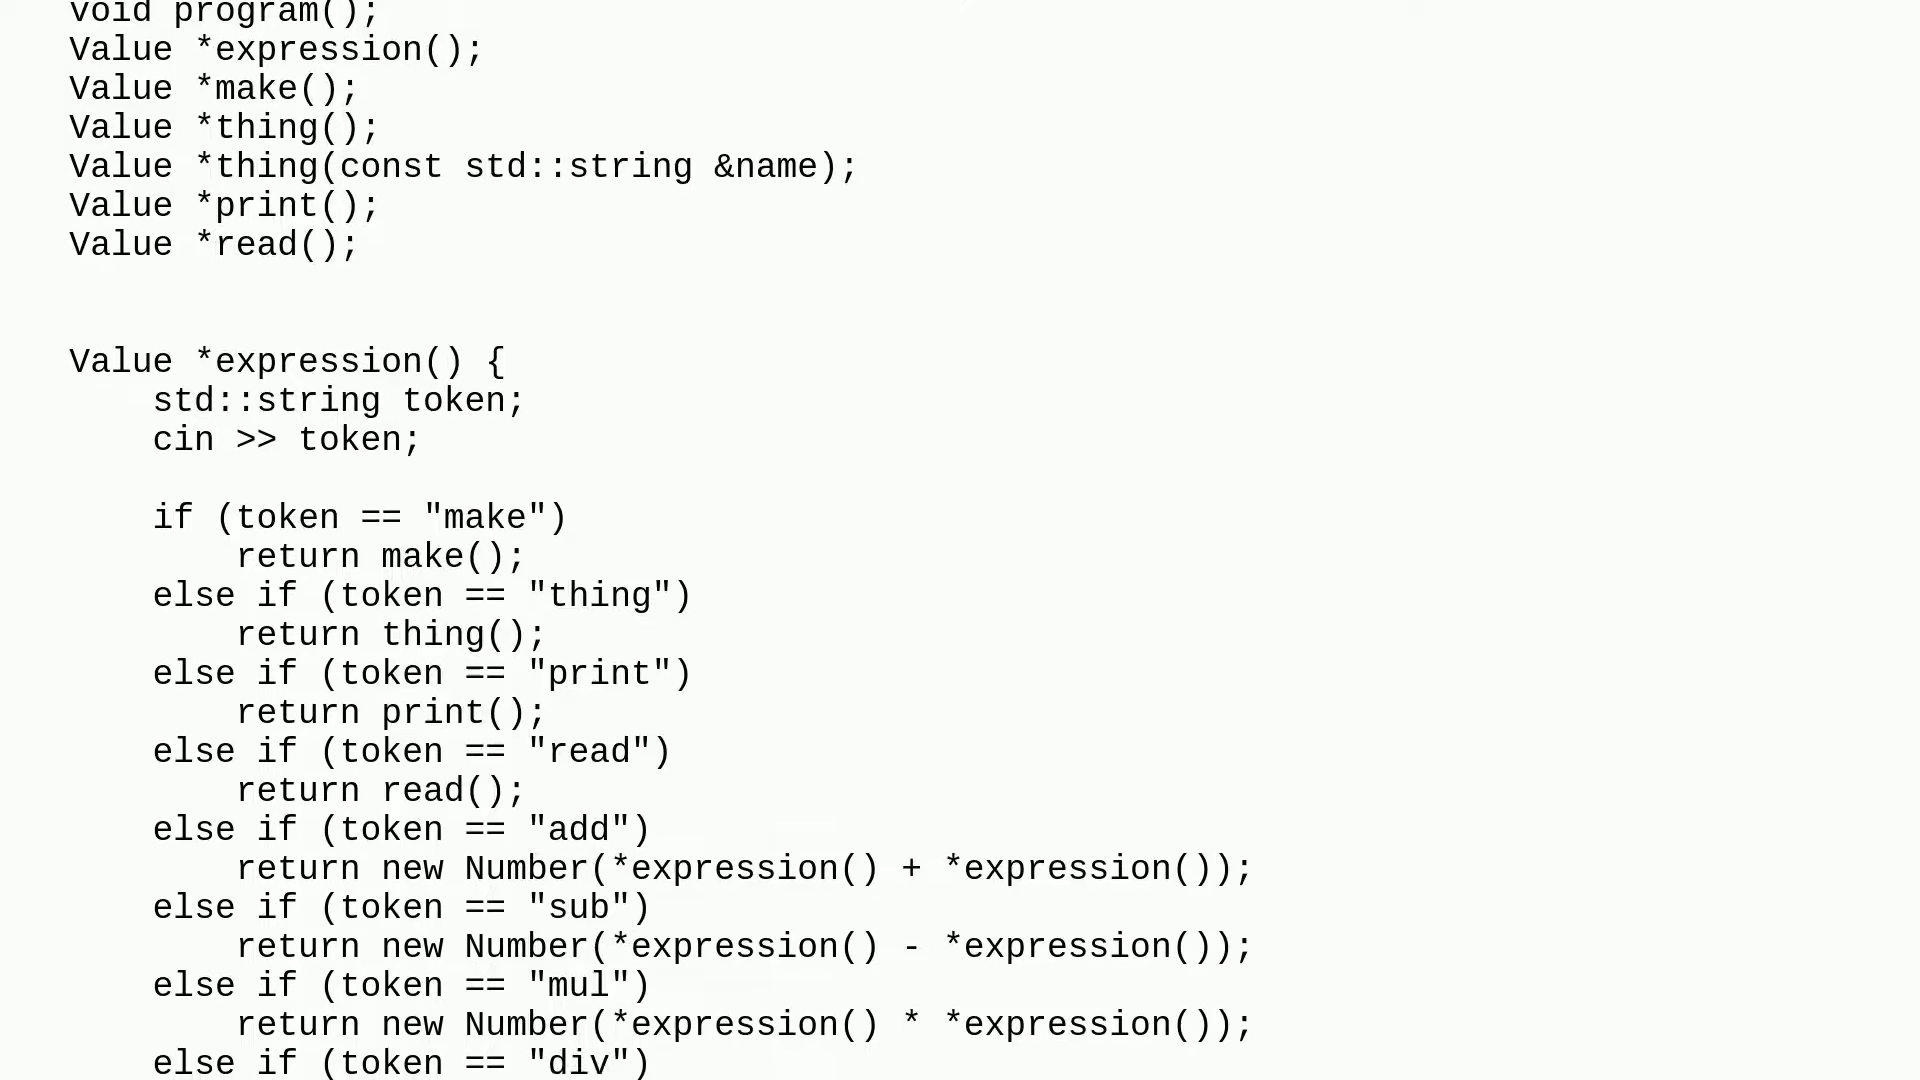 void program();
Value *expression();
Value *make();
Value *thing();
Value *thing(const std::string &name);
Value *print();
Value *read();


Value *expression() {
    std::string token;
    cin >> token;

    if (token == "make")
        return make();
    else if (token == "thing")
        return thing();
    else if (token == "print")
        return print();
    else if (token == "read")
        return read();
    else if (token == "add")
        return new Number(*expression() + *expression());
    else if (token == "sub")
        return new Number(*expression() - *expression());
    else if (token == "mul")
        return new Number(*expression() * *expression());
    else if (token == "div")